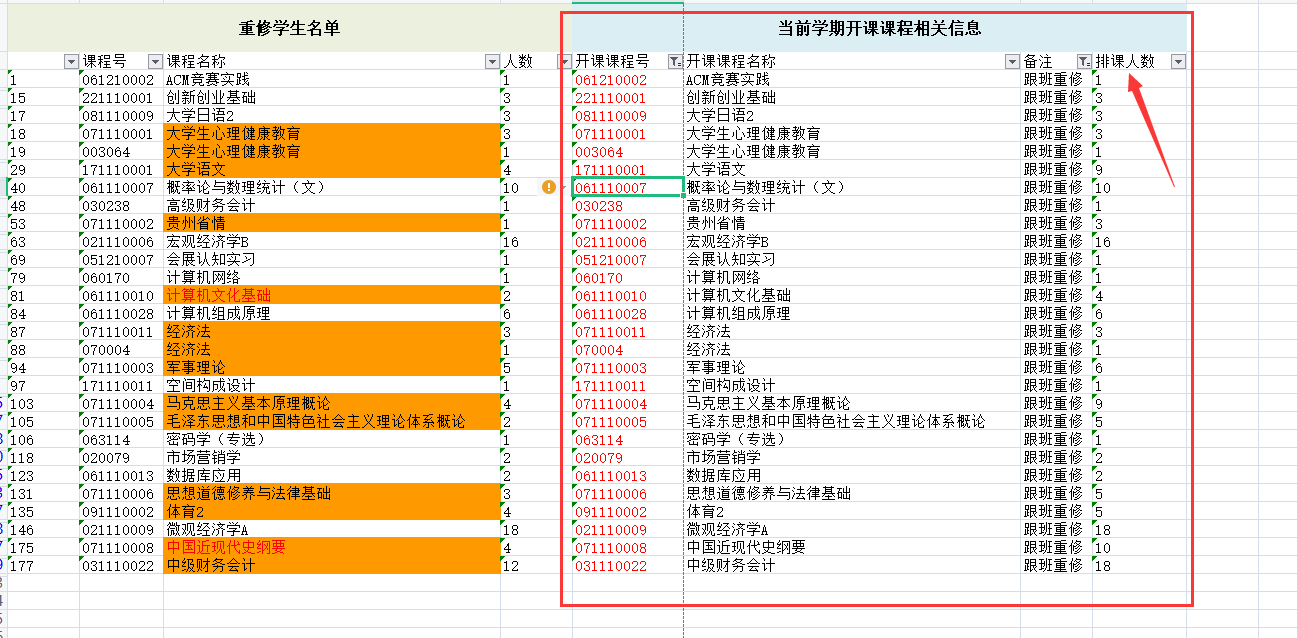 重修学生名单 当前学期开课课程相关信息
课程号 课程名称 人数 开课课程号 开课课程名称 备注 排课人数
1 061210002 ACM竞赛实践 1 061210002 ACM竞赛实践 跟班重修 1
15 221110001 创新创业基础 3 221110001 创新创业基础 跟班重修 3
17 081110009 大学日语2 3 081110009 大学日语2 跟班重修 3
18 071110001 大学生心理健康教育 3 071110001 大学生心理健康教育 跟班重修 3
19 003064 大学生心理健康教育 1 003064 大学生心理健康教育 跟班重修 1
29 171110001 大学语文 4 171110001 大学语文 跟班重修 9
40 061110007 概率论与数理统计（文） 10 061110007 概率论与数理统计（文） 跟班重修 10
48 030238 高级财务会计 1 030238 高级财务会计 跟班重修 1
53 071110002 贵州省情 1 071110002 贵州省情 跟班重修 3
63 021110006 宏观经济学B 16 021110006 宏观经济学B 跟班重修 16
69 051210007 会展认知实习 1 051210007 会展认知实习 跟班重修 1
79 060170 计算机网络 1 060170 计算机网络 跟班重修 1
81 061110010 计算机文化基础 2 061110010 计算机文化基础 跟班重修 4
84 061110028 计算机组成原理 6 061110028 计算机组成原理 跟班重修 6
87 071110011 经济法 3 071110011 经济法 跟班重修 3
88 070004 经济法 1 070004 经济法 跟班重修 1
94 071110003 军事理论 5 071110003 军事理论 跟班重修 6
97 171110011 空间构成设计 1 171110011 空间构成设计 跟班重修 1
103 071110004 马克思主义基本原理概论 4 071110004 马克思主义基本原理概论 跟班重修 9
105 071110005 毛泽东思想和中国特色社会主义理论体系概论 2 071110005 毛泽东思想和中国特色社会主义理论体系概论 跟班重修 5
106 063114 密码学（专选） 1 063114 密码学（专选） 跟班重修 1
118 020079 市场营销学 2 020079 市场营销学 跟班重修 2
123 061110013 数据库应用 2 061110013 数据库应用 跟班重修 2
131 071110006 思想道德修养与法律基础 3 071110006 思想道德修养与法律基础 跟班重修 5
135 091110002 体育2 4 091110002 体育2 跟班重修 5
146 021110009 微观经济学A 18 021110009 微观经济学A 跟班重修 18
175 071110008 中国近现代史纲要 4 071110008 中国近现代史纲要 跟班重修 10
177 031110022 中级财务会计 12 031110022 中级财务会计 跟班重修 18